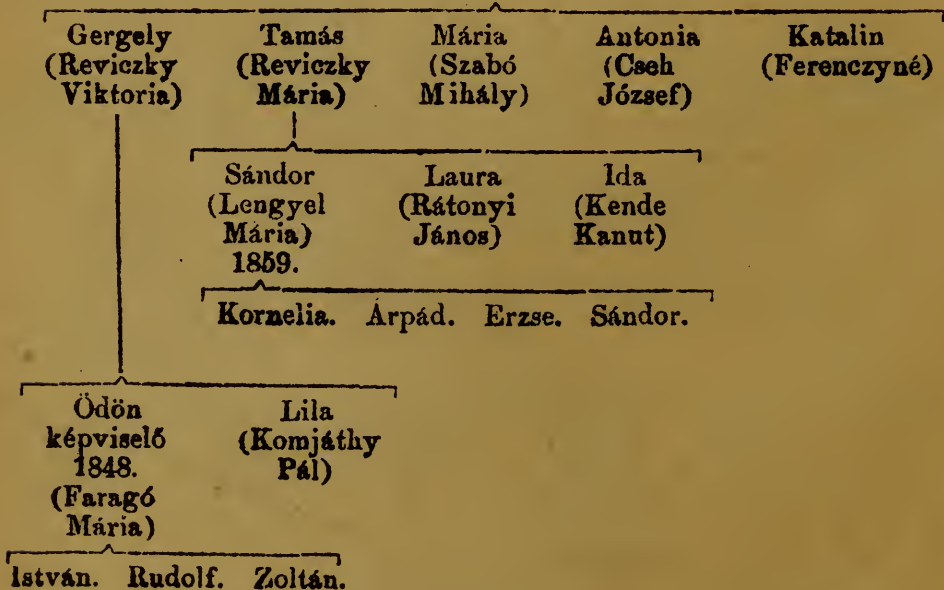 Gergely Tamás Mária Antonia Katalin
(Reviczky (Reviczky (Szabó (Cseh (Ferenczyné)
Viktoria) Mária) Mihály) József)
Sándor Laura Ida
(Lengyel (Rátonyi (Kende
Mária) János) Kanut)
1859.
Kornelia. Árpád. Erzse. Sándor.
Ödön Lila
képviselő (Komjáthy
1848. Pál)
(Faragó
Mária)
István. Rudolf. Zoltán.